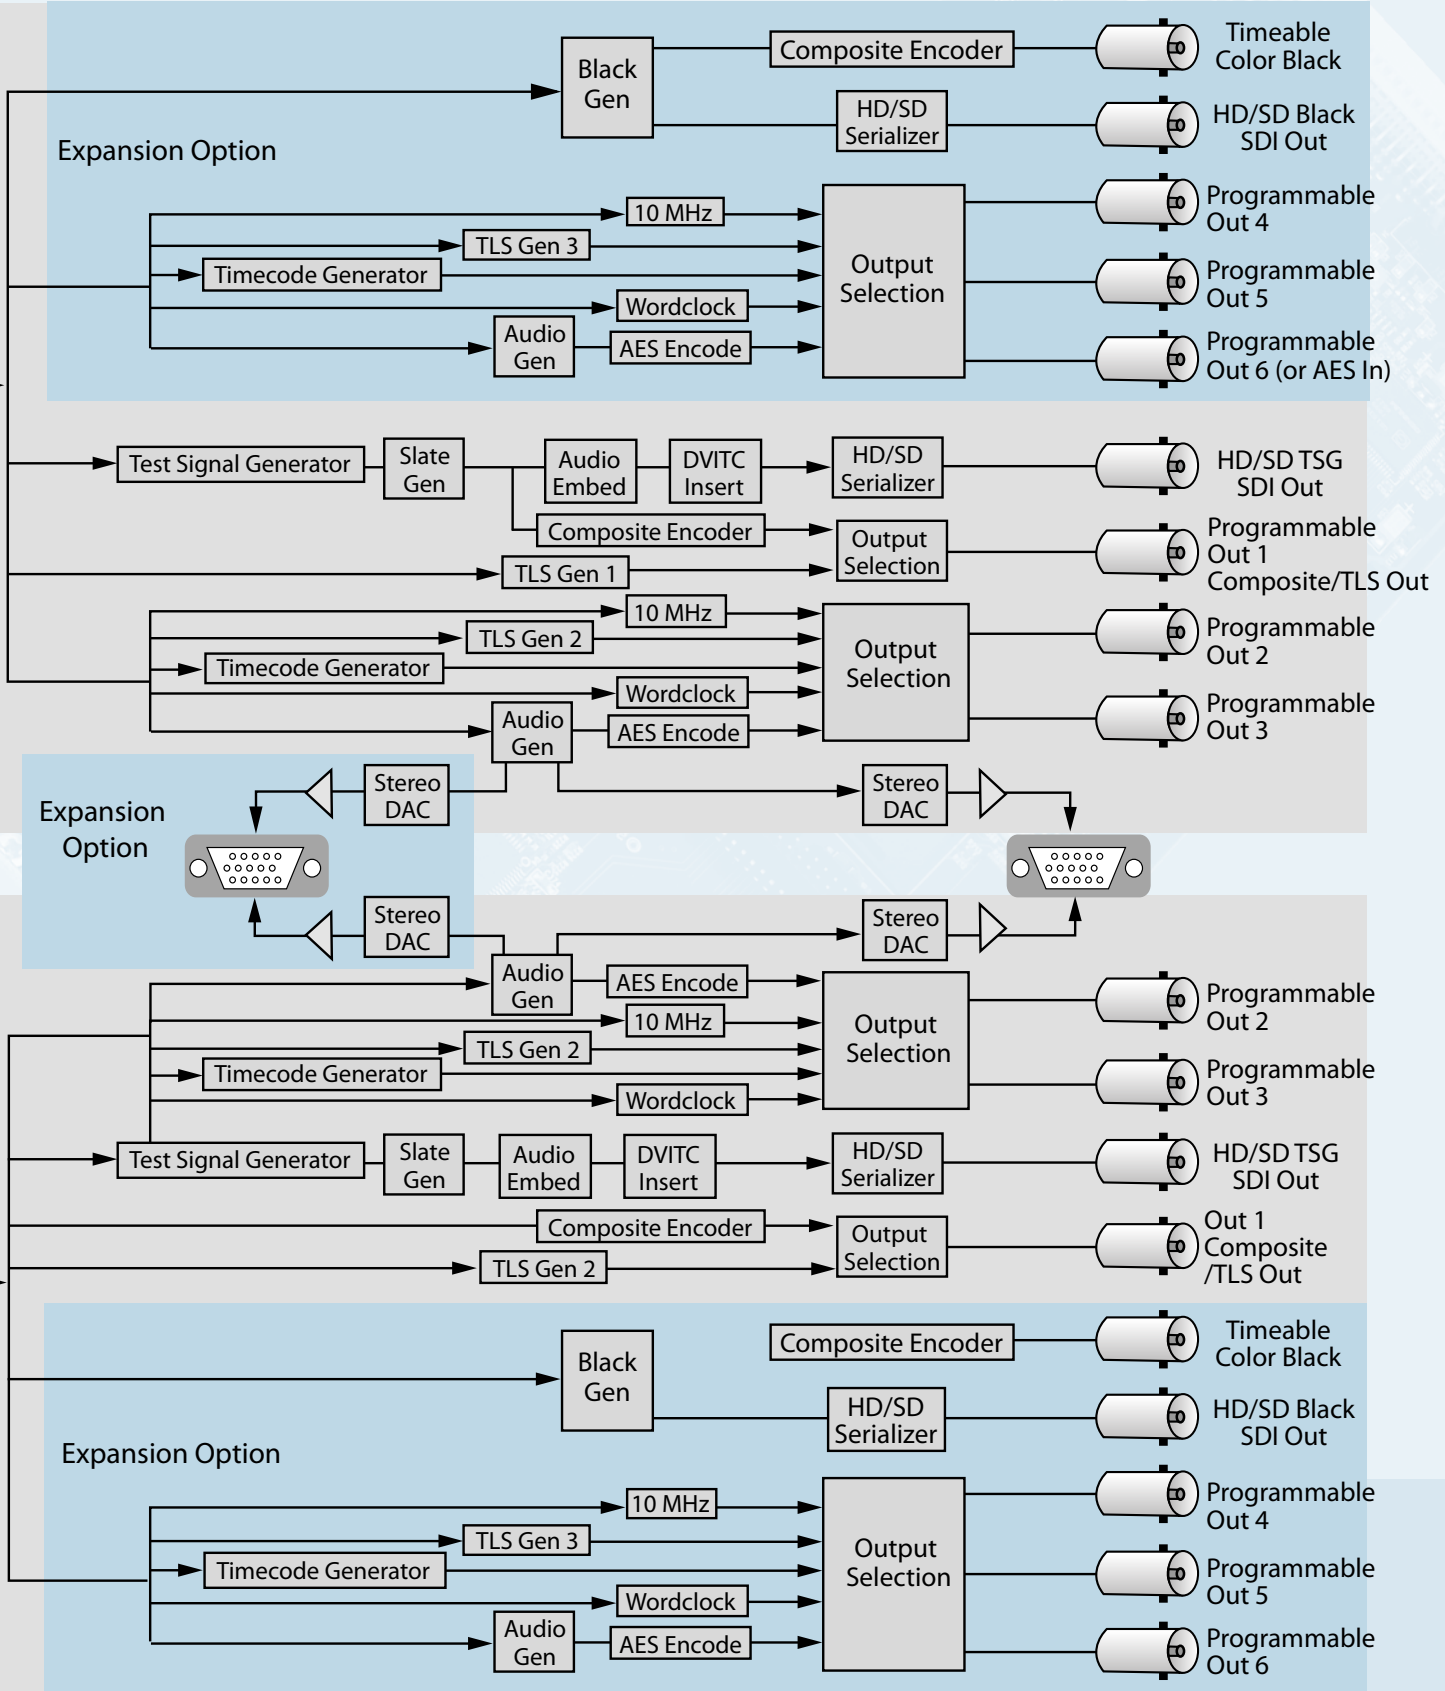 Timeable
Color Black
Composite Encoder
Black
Gen
HD/SD
Serializer
HD/SD Black
SDI Out
Expansion Option
10 MHz
Programmable
Out 4
TLS Gen 3
Timecode Generator
Output
Selection
Programmable
Out 5
Wordclock
Audio
Gen
AES Encode
Programmable
Out 6 (or AES In)
Test Signal Generator
Slate
Gen
Audio
Embed
DVITC
Insert
HD/SD
Serializer
HD/SD TSG
SDI Out
Composite Encoder
Output
Selection
Programmable
Out 1
Composite/TLS Out
TLS Gen 1
10 MHz
TLS Gen 2
Timecode Generator
Output
Selection
Programmable
Out 2
Wordclock
Audio
Gen
AES Encode
Programmable
Out 3
Stereo
DAC
Stereo
DAC
Expansion
Option
Stereo
DAC
Stereo
DAC
Audio
Gen
AES Encode
10 MHz
Output
Selection
Programmable
Out 2
TLS Gen 2
Timecode Generator
Wordclock
Programmable
Out 3
Test Signal Generator
Slate
Gen
Audio
Embed
DVITC
Insert
HD/SD
Serializer
HD/SD TSG
SDI Out
Composite Encoder
Output
Selection
Out 1
Composite
/TLS Out
TLS Gen 2
Black
Gen
Composite Encoder
Timeable
Color Black
HD/SD
Serializer
HD/SD Black
SDI Out
Expansion Option
10 MHz
Programmable
Out 4
TLS Gen 3
Timecode Generator
Output
Selection
Programmable
Out 5
Wordclock
Audio
Gen
AES Encode
Programmable
Out 6